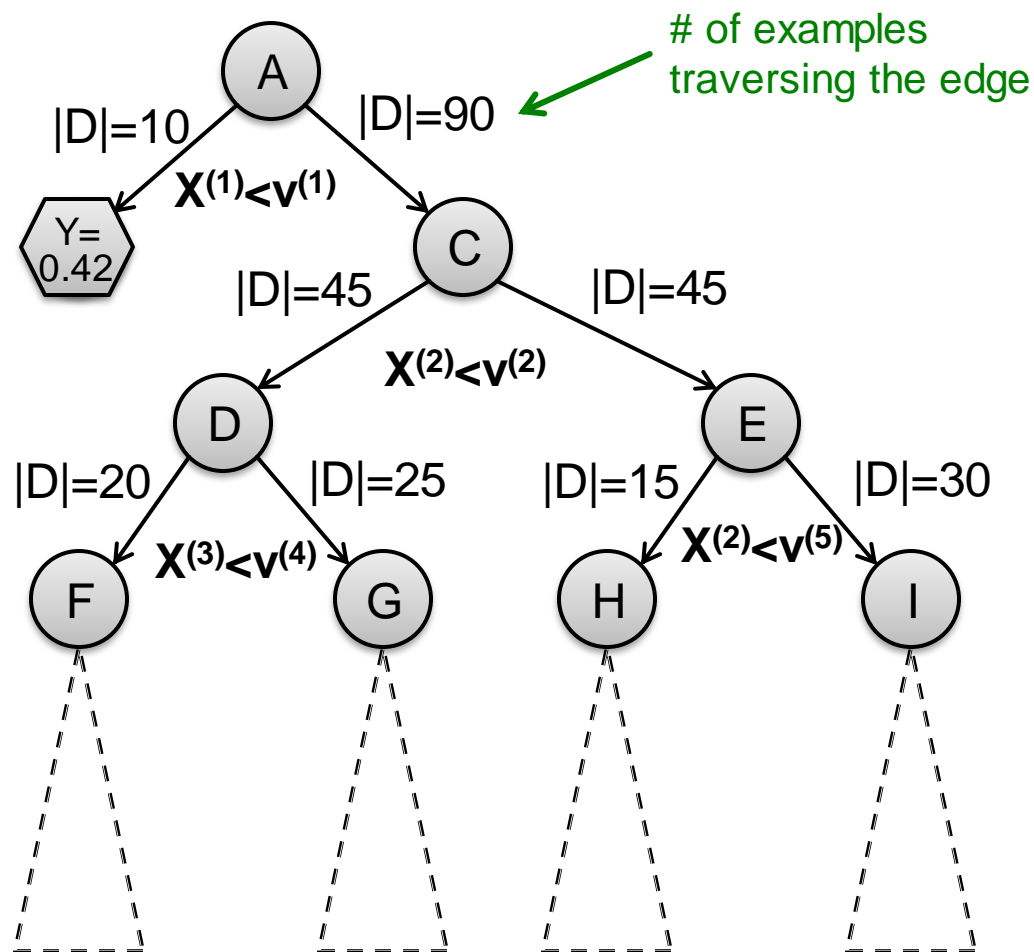 # of examples
traversing the edge
A
|D|=10
|D|=90
X(1)<v(1)
Y=
0.42
C
|D|=45
|D|=45
X(2)<v(2)
D
E
|D|=20
|D|=25
|D|=15
|D|=30
X(3)<v(4)
X(2)<v(5)
F
G
H
I